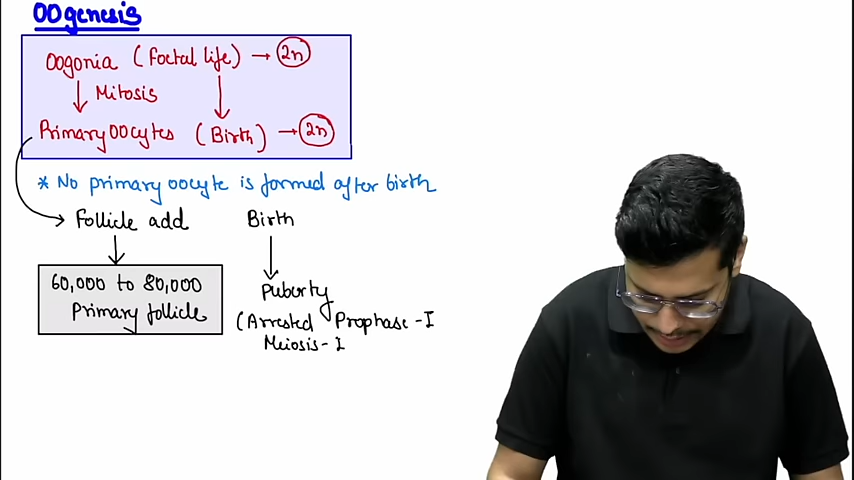 OOgenesis
Oogonia (Foetal life) → 2n
Mitosis
Primary Oocytes (Birth) → 2n
* No primary oocyte is formed after birth
Follicle add Birth
60,000 to 80,000
Primary follicle
Puberty
(Arrested Prophase - I
Meiosis - I